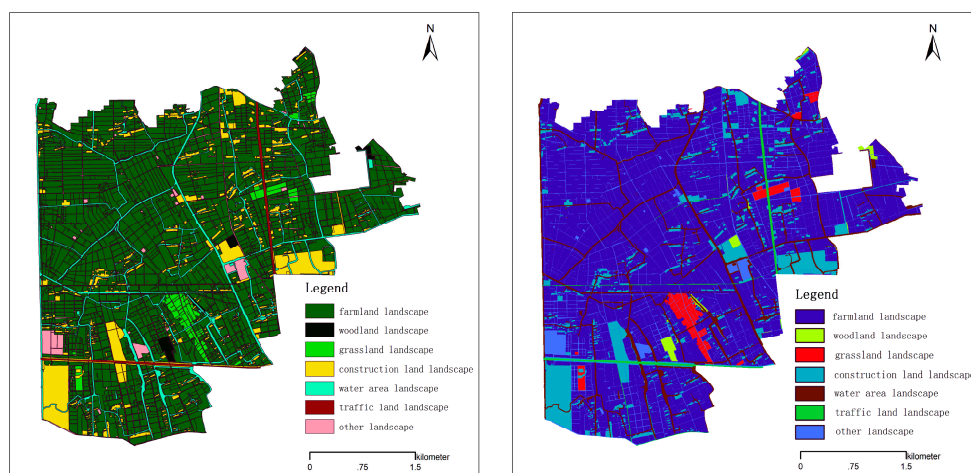 N
Legend
farmland landscape
woodland landscape
grassland landscape
construction land landscape
water area landscape
traffic land landscape
other landscape
kilometer
0 .75 1.5
N
Legend
farmland landscape
woodland landscape
grassland landscape
construction land landscape
water area landscape
traffic land landscape
other landscape
kilometer
0 .75 1.5